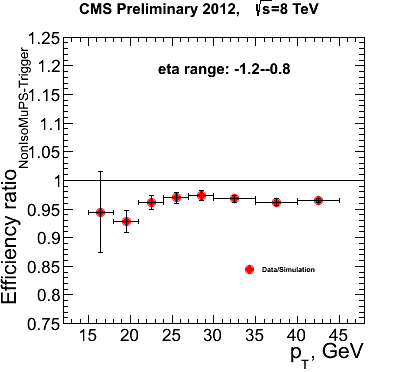 CMS Preliminary 2012, √s=8 TeV
eta range: -1.2--0.8
Efficiency ratio NonIsoMuPS-Trigger
1.25
1.2
1.15
1.1
1.05
1
0.95
0.9
0.85
0.8
0.75
Data/Simulation
15 20 25 30 35 40 45
p_T, GeV